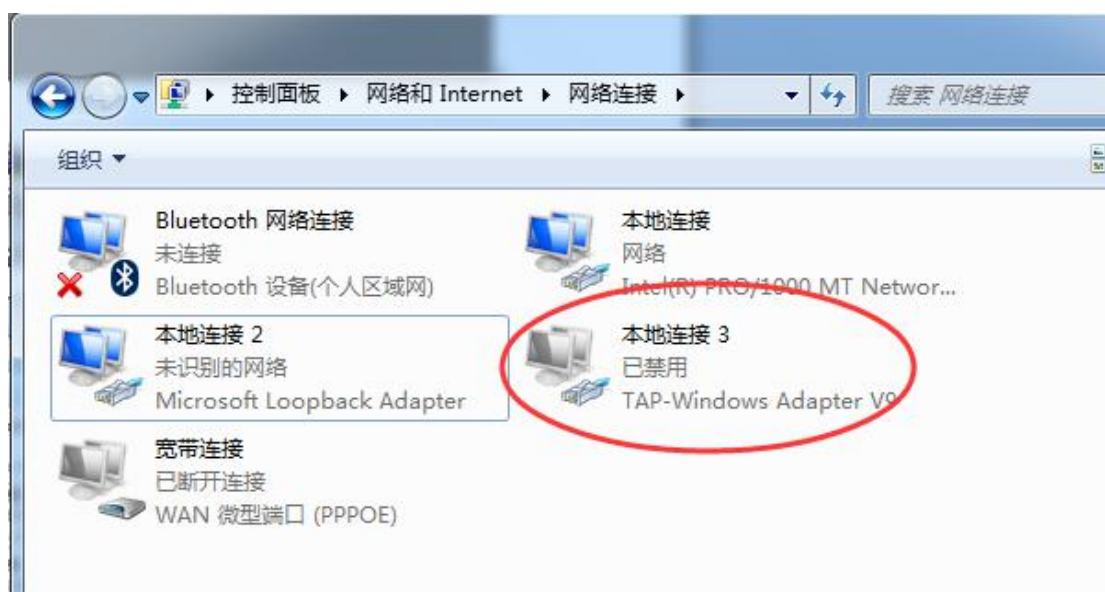 控制面板 ▶ 网络和 Internet ▶ 网络连接 ▶
搜索 网络连接
组织 ▼
Bluetooth 网络连接
未连接
Bluetooth 设备(个人区域网)
本地连接
网络
Intel(R) PRO/1000 MT Networ...
本地连接 2
未识别的网络
Microsoft Loopback Adapter
本地连接 3
已禁用
TAP-Windows Adapter V9
宽带连接
已断开连接
WAN 微型端口 (PPPOE)